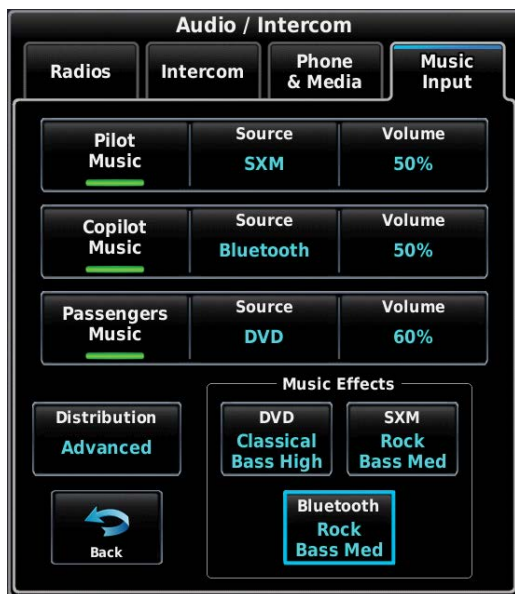 Audio / Intercom
Radios
Intercom
Phone
& Media
Music
Input
Pilot
Music
Source
SXM
Volume
50%
Copilot
Music
Source
Bluetooth
Volume
50%
Passengers
Music
Source
DVD
Volume
60%
Music Effects
Distribution
Advanced
DVD
Classical
Bass High
SXM
Rock
Bass Med
Bluetooth
Rock
Bass Med
Back